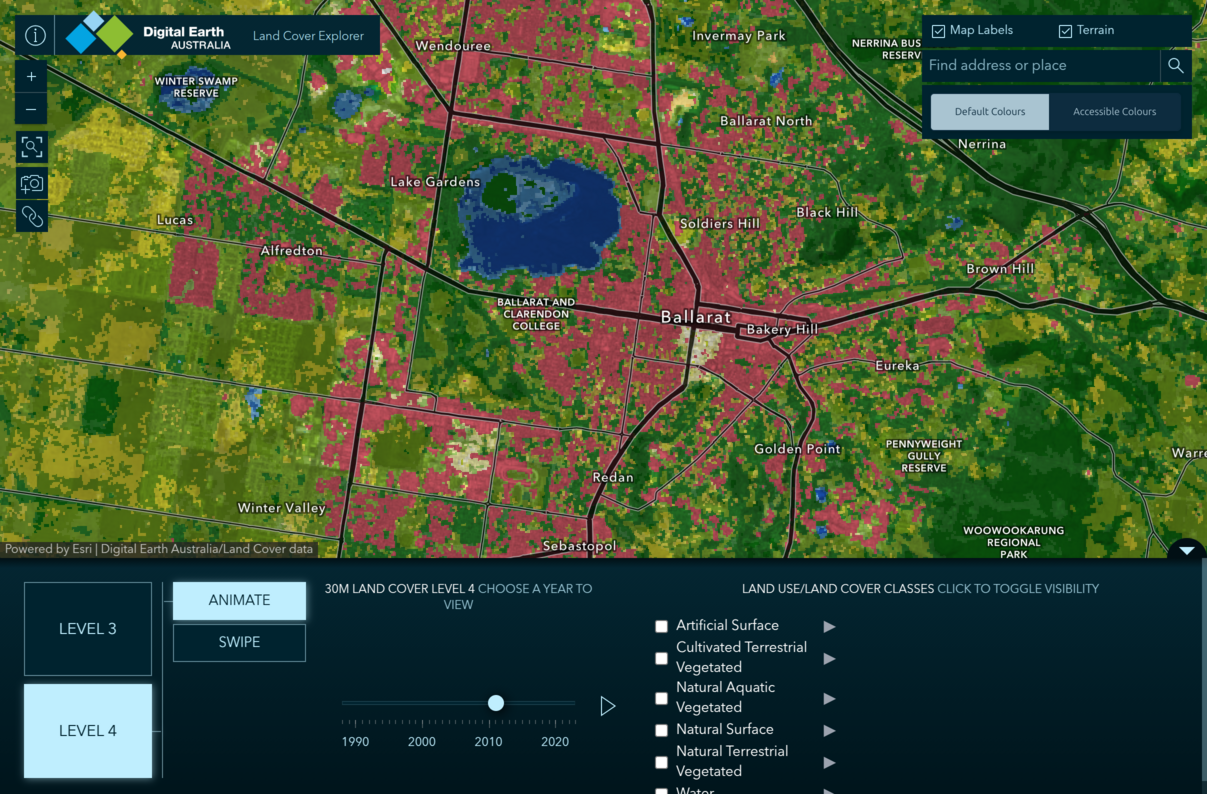 Digital Earth
AUSTRALIA
Land Cover Explorer
+
−
Map Labels
Terrain
Find address or place
Default Colours
Accessible Colours
Wendouree
Invermay Park
NERRINA BUS
RESERV
WINTER SWAMP
RESERVE
Ballarat North
Nerrina
Lake Gardens
Lucas
Soldiers Hill
Black Hill
Alfredton
Brown Hill
BALLARAT AND
CLARENDON
COLLEGE
Ballarat
Bakery Hill
Eureka
Golden Point
PENNYWEIGHT
GULLY
RESERVE
Warre
Redan
Winter Valley
Sebastopol
WOOWOOKARUNG
REGIONAL
PARK
Powered by Esri | Digital Earth Australia/Land Cover data
LEVEL 3
LEVEL 4
ANIMATE
SWIPE
30M LAND COVER LEVEL 4 CHOOSE A YEAR TO
VIEW
1990 2000 2010 2020
LAND USE/LAND COVER CLASSES CLICK TO TOGGLE VISIBILITY
Artificial Surface
Cultivated Terrestrial
Vegetated
Natural Aquatic
Vegetated
Natural Surface
Natural Terrestrial
Vegetated
Water